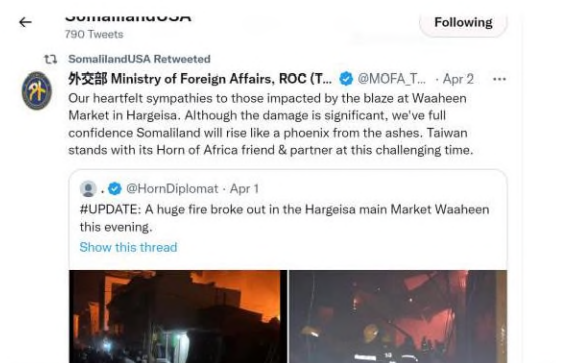 SomalilandUSA
Following
790 Tweets
SomalilandUSA Retweeted
外交部 Ministry of Foreign Affairs, ROC (T... @MOFA_T... · Apr 2 ...
Our heartfelt sympathies to those impacted by the blaze at Waaheen
Market in Hargeisa. Although the damage is significant, we've full
confidence Somaliland will rise like a phoenix from the ashes. Taiwan
stands with its Horn of Africa friend & partner at this challenging time.
. @HornDiplomat · Apr 1
#UPDATE: A huge fire broke out in the Hargeisa main Market Waaheen
this evening.
Show this thread